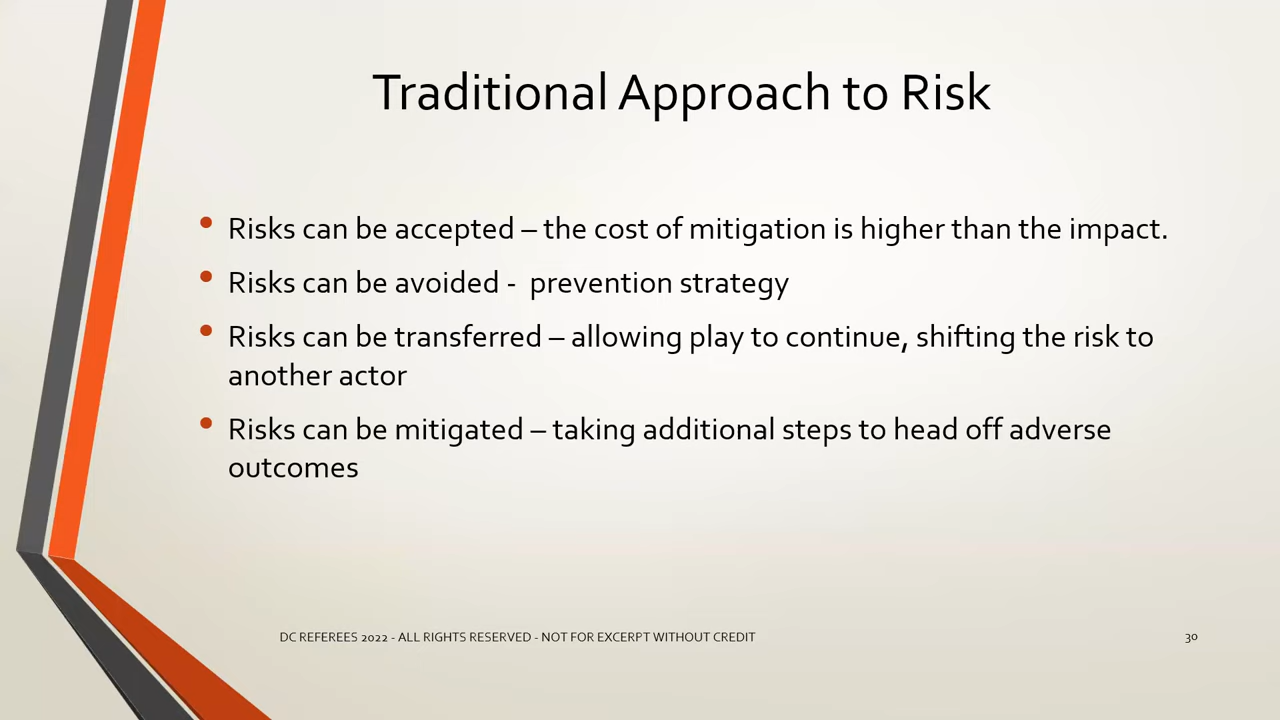 Traditional Approach to Risk
• Risks can be accepted – the cost of mitigation is higher than the impact.
• Risks can be avoided -  prevention strategy
• Risks can be transferred – allowing play to continue, shifting the risk to
another actor
• Risks can be mitigated – taking additional steps to head off adverse
outcomes
DC REFEREES 2022 - ALL RIGHTS RESERVED - NOT FOR EXCERPT WITHOUT CREDIT
30